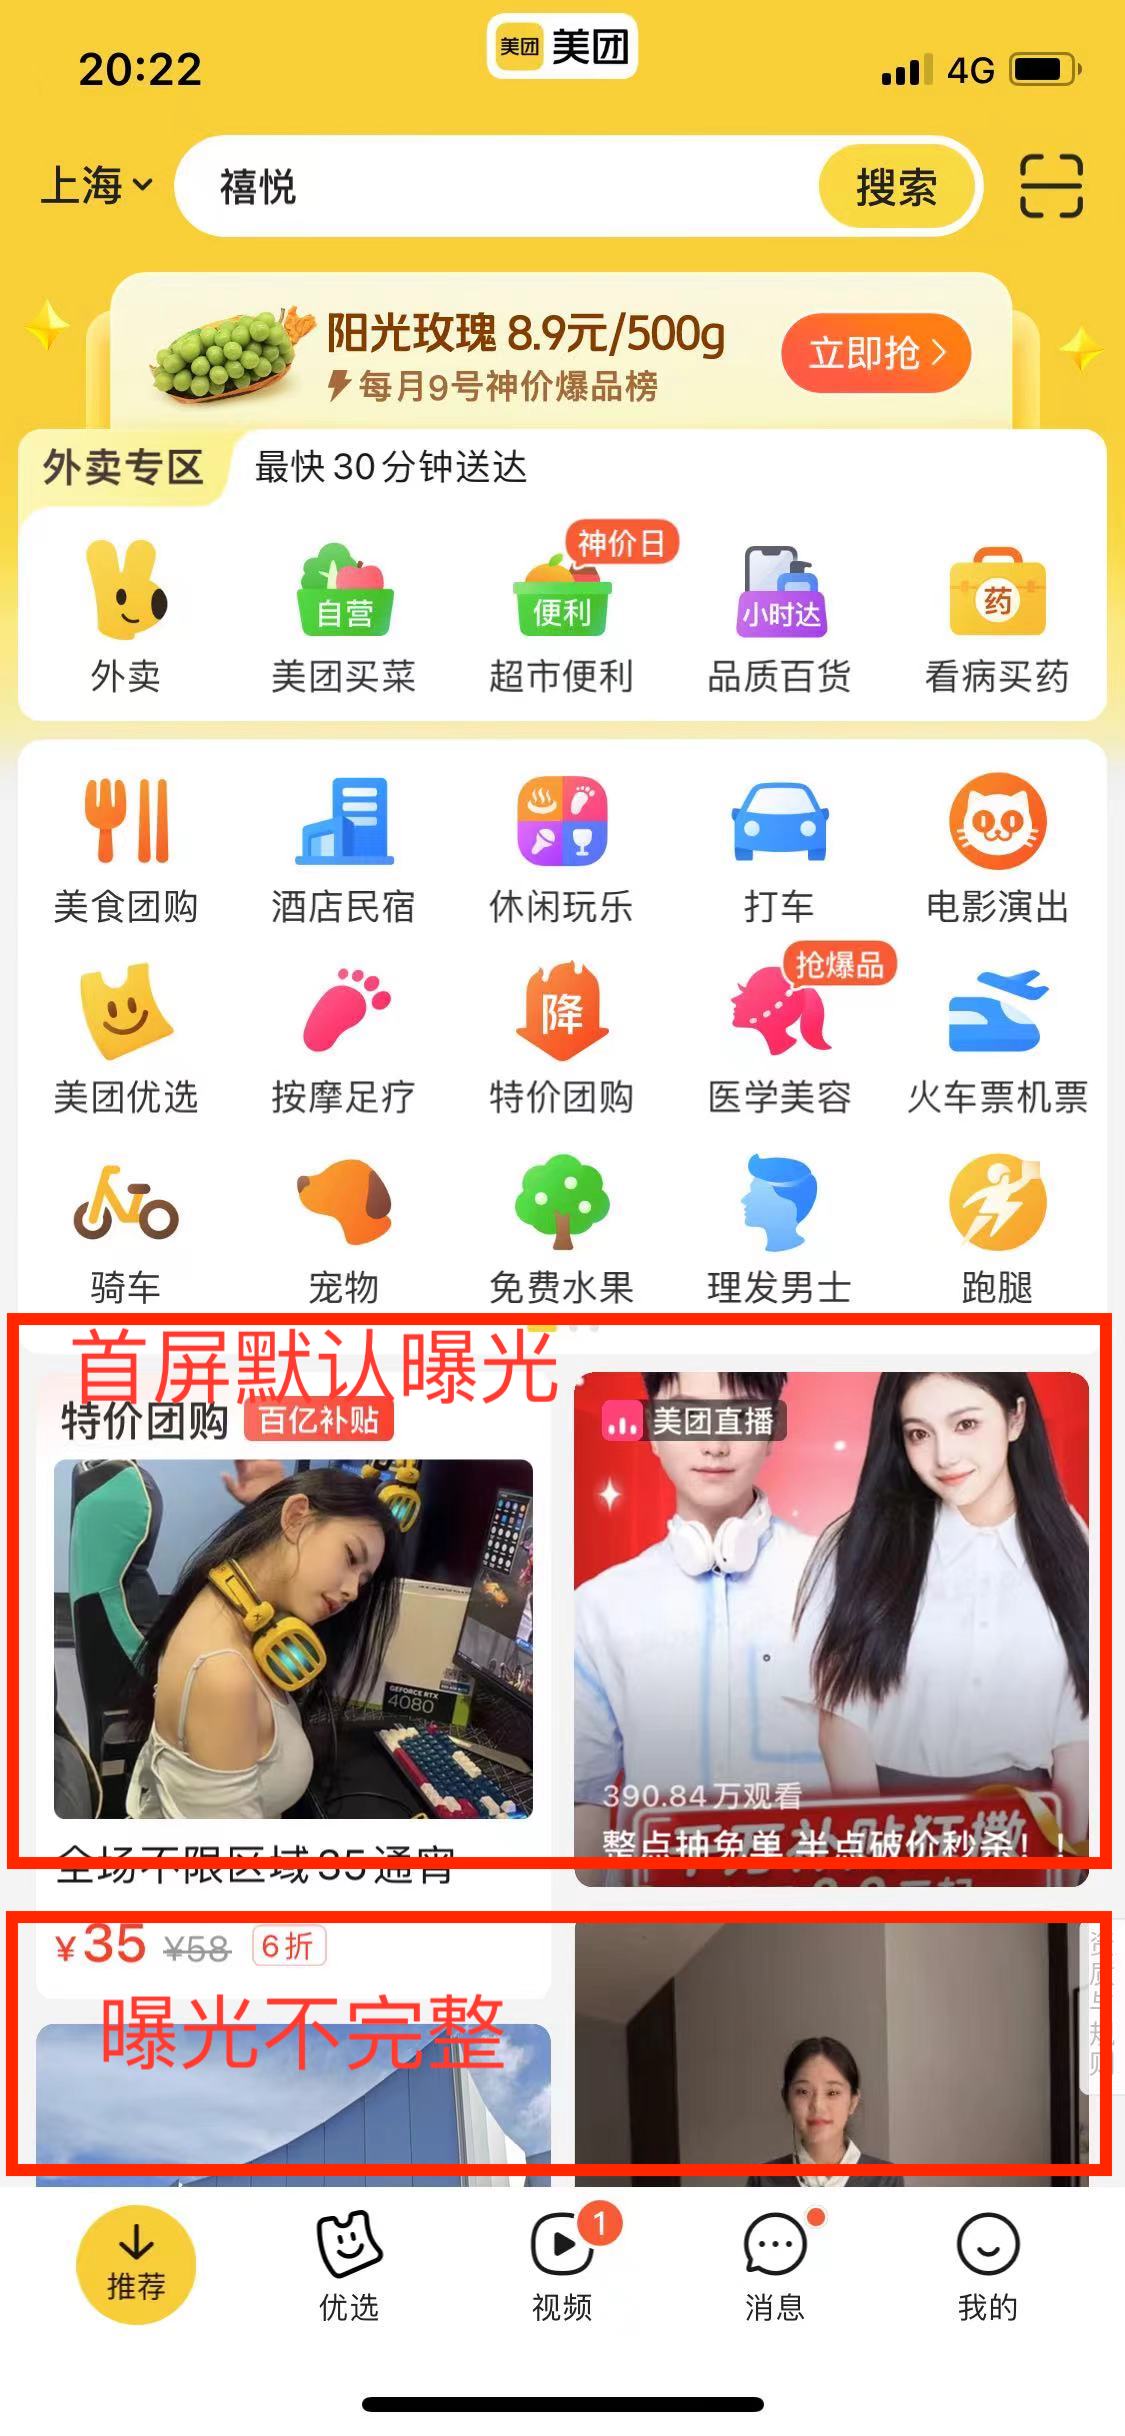 20:22
美团 美团
4G
上海
禧悦
搜索
阳光玫瑰 8.9元/500g
每月9号神价爆品榜
立即抢
外卖专区
最快30分钟送达
神价日
自营
便利
小时达
药
外卖
美团买菜
超市便利
品质百货
看病买药
美食团购
酒店民宿
休闲玩乐
打车
电影演出
降
抢爆品
美团优选
按摩足疗
特价团购
医学美容
火车票机票
骑车
宠物
免费水果
理发男士
跑腿
首屏默认曝光
特价团购 百亿补贴
美团直播
GEFORCE RTX
4080
390.84万观看
整点抽免单 半点破价秒杀！！
全场不限区域35通宵
¥35 ¥58 6折
曝光不完整
资质与规则
推荐
优选
1
视频
消息
我的